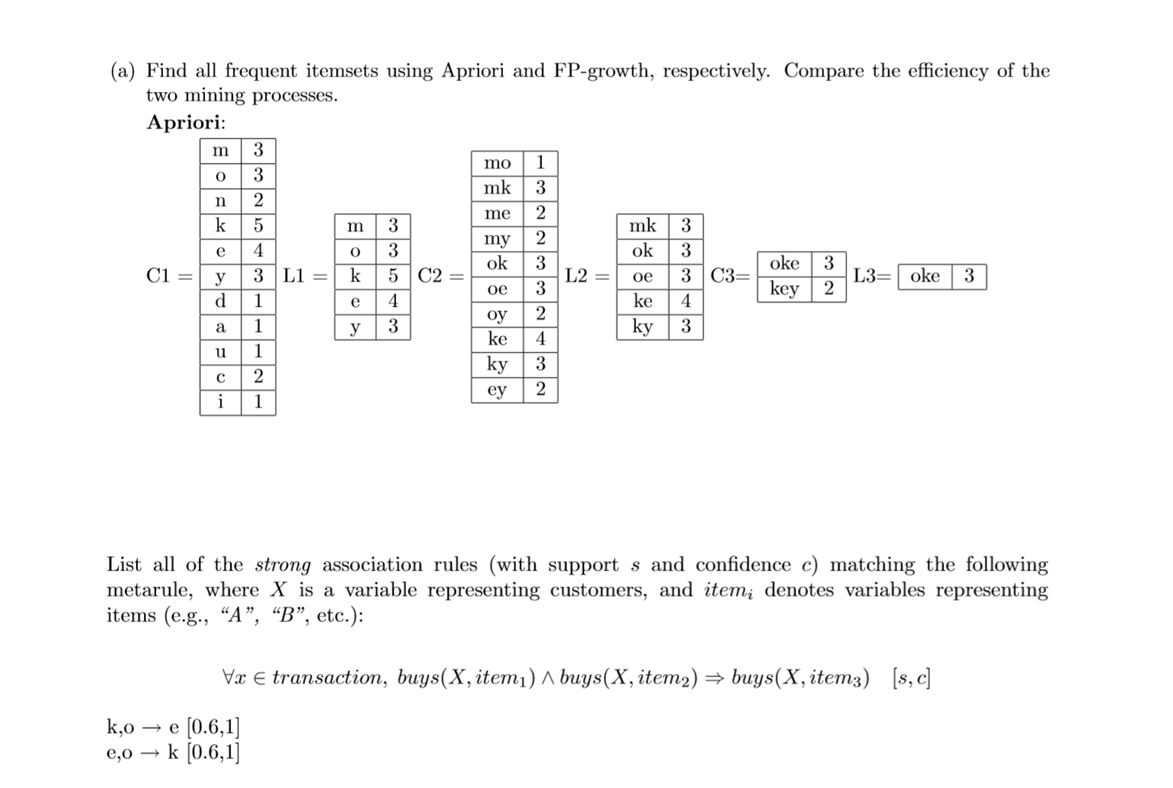 (a) Find all frequent itemsets using Apriori and FP-growth, respectively. Compare the efficiency of the
two mining processes.
Apriori:
C1 =
m 3
o 3
n 2
k 5
e 4
y 3
d 1
a 1
u 1
c 2
i 1
L1 =
m 3
o 3
k 5
e 4
y 3
C2 =
mo 1
mk 3
me 2
my 2
ok 3
oe 3
oy 2
ke 4
ky 3
ey 2
L2 =
mk 3
ok 3
oe 3
ke 4
ky 3
C3=
oke 3
key 2
L3=
oke 3
List all of the strong association rules (with support s and confidence c) matching the following
metarule, where X is a variable representing customers, and itemᵢ denotes variables representing
items (e.g., “A”, “B”, etc.):
∀x ∈ transaction, buys(X, item₁) ∧ buys(X, item₂) ⇒ buys(X, item₃) [s, c]
k,o → e [0.6,1]
e,o → k [0.6,1]